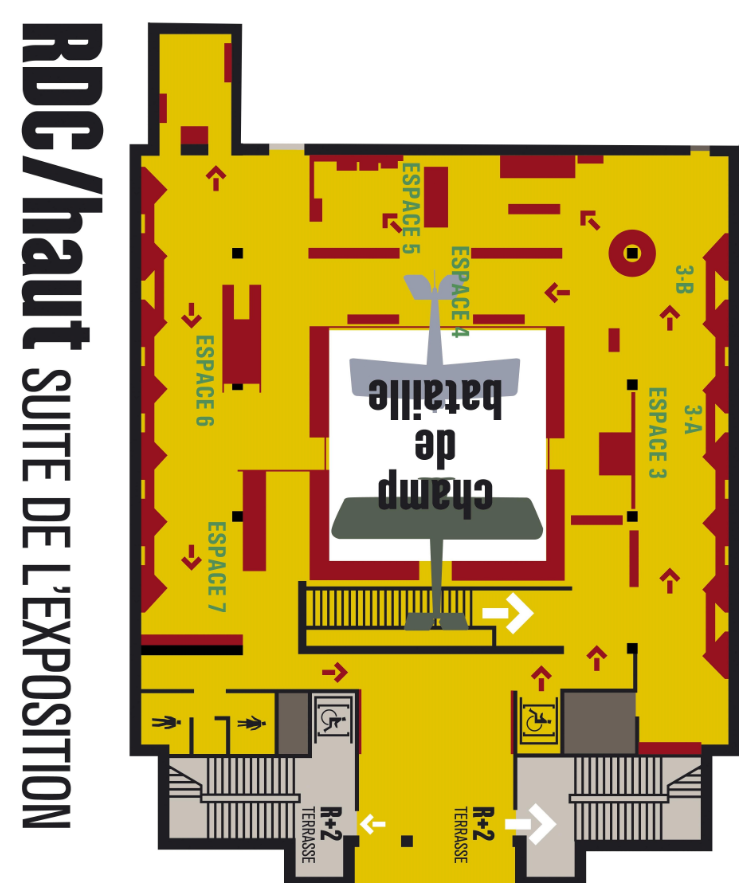 RDC/haut SUITE DE L'EXPOSITION
ESPACE 5
ESPACE 4
3·B
3·A
ESPACE 3
ESPACE 6
ESPACE 7
champ
de
bataille
R+2
TERRASSE
R+2
TERRASSE